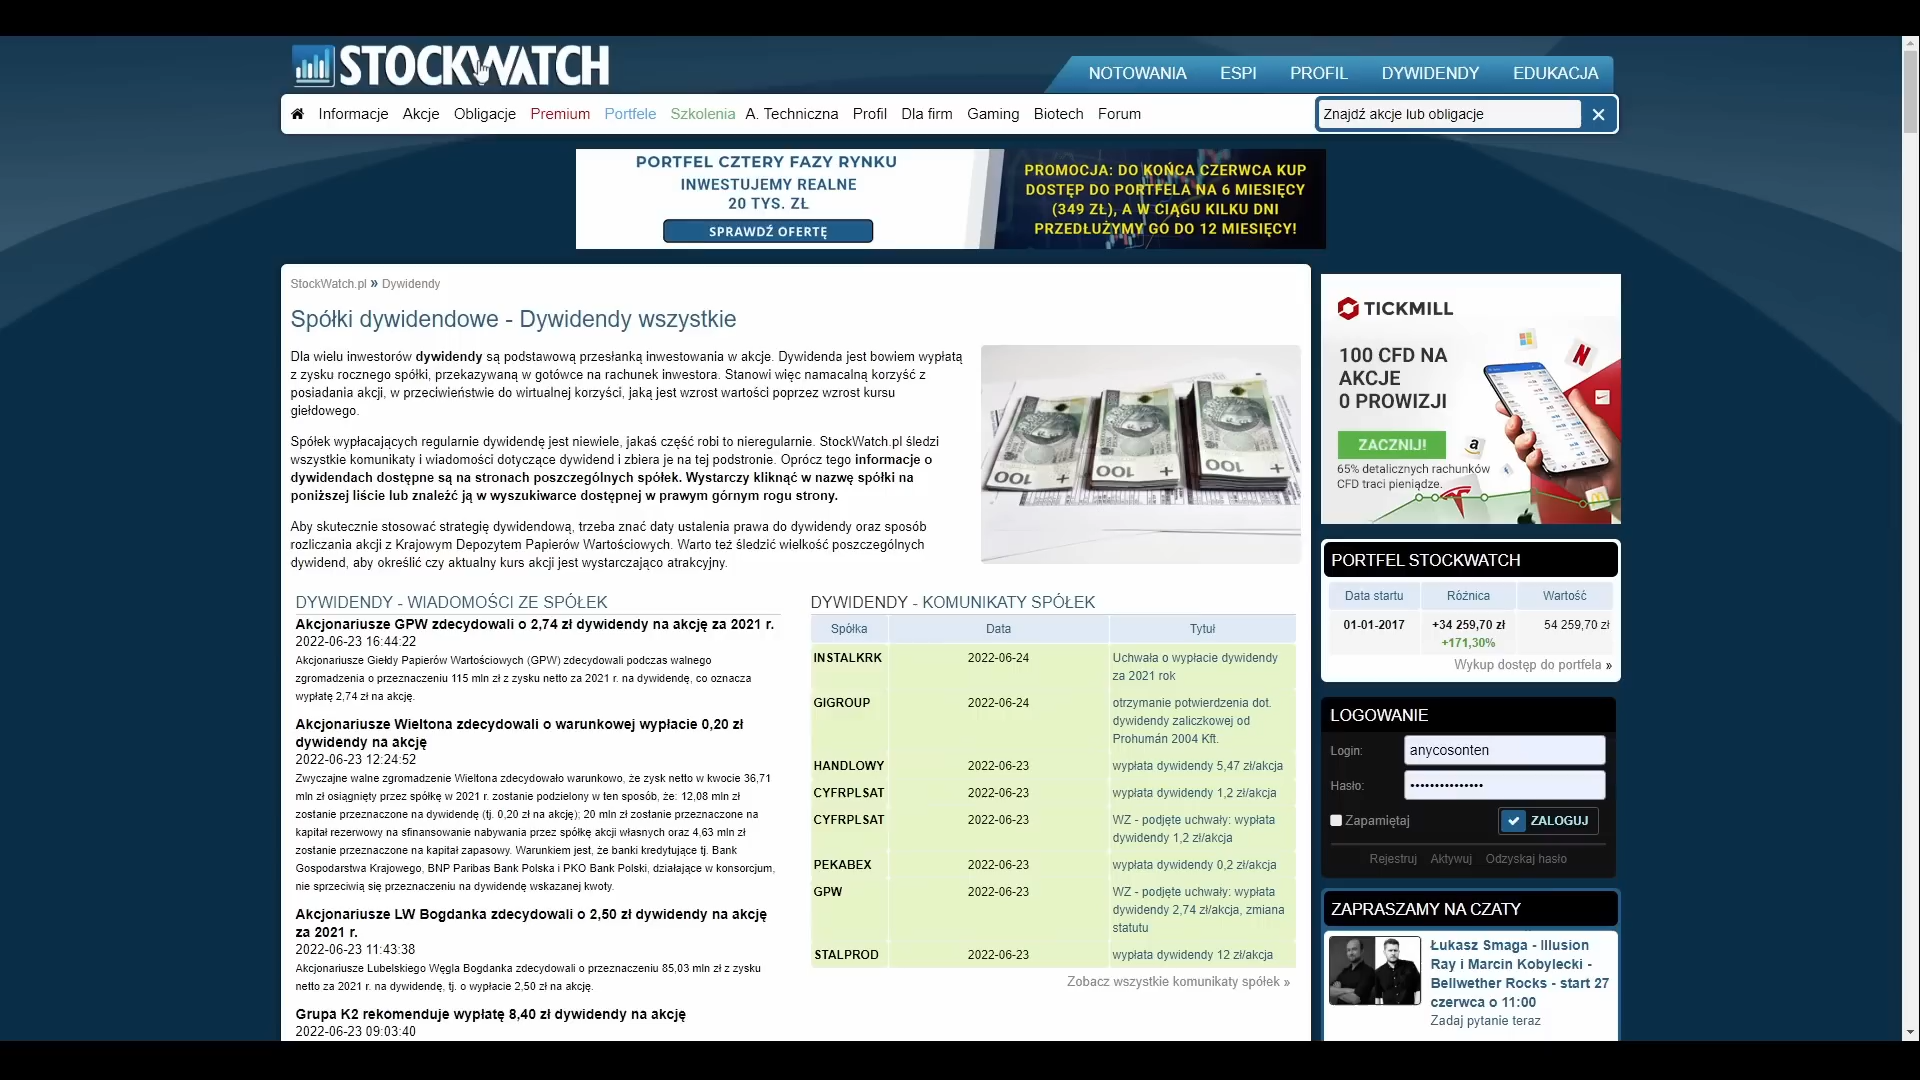 STOCKWATCH
NOTOWANIA ESPI PROFIL DYWIDENDY EDUKACJA
Informacje Akcje Obligacje Premium Portfele Szkolenia A. Techniczna Profil Dla firm Gaming Biotech Forum
Znajdź akcje lub obligacje
PORTFEL CZTERY FAZY RYNKU
INWESTUJEMY REALNE
20 TYS. ZŁ
SPRAWDŹ OFERTĘ
PROMOCJA: DO KOŃCA CZERWCA KUP
DOSTĘP DO PORTFELA NA 6 MIESIĘCY
(349 ZŁ), A W CIĄGU KILKU DNI
PRZEDŁUŻYMY GO DO 12 MIESIĘCY!
StockWatch.pl » Dywidendy
Spółki dywidendowe - Dywidendy wszystkie
Dla wielu inwestorów dywidendy są podstawową przesłanką inwestowania w akcje. Dywidenda jest bowiem wypłatą
z zysku rocznego spółki, przekazywaną w gotówce na rachunek inwestora. Stanowi więc namacalną korzyść z
posiadania akcji, w przeciwieństwie do wirtualnej korzyści, jaką jest wzrost wartości poprzez wzrost kursu
giełdowego.
Spółek wypłacających regularnie dywidendę jest niewiele, jakaś część robi to nieregularnie. StockWatch.pl śledzi
wszystkie komunikaty i wiadomości dotyczące dywidend i zbiera je na tej podstronie. Oprócz tego informacje o
dywidendach dostępne są na stronach poszczególnych spółek. Wystarczy kliknąć w nazwę spółki na
poniższej liście lub znaleźć ją w wyszukiwarce dostępnej w prawym górnym rogu strony.
Aby skutecznie stosować strategię dywidendową, trzeba znać daty ustalenia prawa do dywidendy oraz sposób
rozliczania akcji z Krajowym Depozytem Papierów Wartościowych. Warto też śledzić wielkość poszczególnych
dywidend, aby określić czy aktualny kurs akcji jest wystarczająco atrakcyjny.
100 100 100
DYWIDENDY - WIADOMOŚCI ZE SPÓŁEK
Akcjonariusze GPW zdecydowali o 2,74 zł dywidendy na akcję za 2021 r.
2022-06-23 16:44:22
Akcjonariusze Giełdy Papierów Wartościowych (GPW) zdecydowali podczas walnego
zgromadzenia o przeznaczeniu 115 mln zł z zysku netto za 2021 r. na dywidendę, co oznacza
wypłatę 2,74 zł na akcję.
Akcjonariusze Wieltona zdecydowali o warunkowej wypłacie 0,20 zł
dywidendy na akcję
2022-06-23 12:24:52
Zwyczajne walne zgromadzenie Wieltona zdecydowało warunkowo, że zysk netto w kwocie 36,71
mln zł osiągnięty przez spółkę w 2021 r. zostanie podzielony w ten sposób, że: 12,08 mln zł
zostanie przeznaczone na dywidendę (tj. 0,20 zł na akcję); 20 mln zł zostanie przeznaczone na
kapitał rezerwowy na sfinansowanie nabywania przez spółkę akcji własnych oraz 4,63 mln zł
zostanie przeznaczone na kapitał zapasowy. Warunkiem jest, że banki kredytujące tj. Bank
Gospodarstwa Krajowego, BNP Paribas Bank Polska i PKO Bank Polski, działające w konsorcjum,
nie sprzeciwią się przeznaczeniu na dywidendę wskazanej kwoty.
Akcjonariusze LW Bogdanka zdecydowali o 2,50 zł dywidendy na akcję
za 2021 r.
2022-06-23 11:43:38
Akcjonariusze Lubelskiego Węgla Bogdanka zdecydowali o przeznaczeniu 85,03 mln zł z zysku
netto za 2021 r. na dywidendę, tj. o wypłacie 2,50 zł na akcję.
Grupa K2 rekomenduje wypłatę 8,40 zł dywidendy na akcję
2022-06-23 09:03:40
DYWIDENDY - KOMUNIKATY SPÓŁEK
Spółka Data Tytuł
INSTALKRK 2022-06-24 Uchwała o wypłacie dywidendy
za 2021 rok
GIGROUP 2022-06-24 otrzymanie potwierdzenia dot.
dywidendy zaliczkowej od
Prohumán 2004 Kft.
HANDLOWY 2022-06-23 wypłata dywidendy 5,47 zł/akcja
CYFRPLSAT 2022-06-23 wypłata dywidendy 1,2 zł/akcja
CYFRPLSAT 2022-06-23 WZ - podjęte uchwały: wypłata
dywidendy 1,2 zł/akcja
PEKABEX 2022-06-23 wypłata dywidendy 0,2 zł/akcja
GPW 2022-06-23 WZ - podjęte uchwały: wypłata
dywidendy 2,74 zł/akcja, zmiana
statutu
STALPROD 2022-06-23 wypłata dywidendy 12 zł/akcja
Zobacz wszystkie komunikaty spółek »
TICKMILL
100 CFD NA
AKCJE
0 PROWIZJI
ZACZNIJ!
65% detalicznych rachunków
CFD traci pieniądze.
PORTFEL STOCKWATCH
Data startu Różnica Wartość
01-01-2017 +34 259,70 zł 54 259,70 zł
+171,30%
Wykup dostęp do portfela »
LOGOWANIE
Login: anycosonten
Hasło: •••••••••••••••
Zapamiętaj ZALOGUJ
Rejestruj Aktywuj Odzyskaj hasło
ZAPRASZAMY NA CZATY
Łukasz Smaga - Illusion
Ray i Marcin Kobylecki -
Bellwether Rocks - start 27
czerwca o 11:00
Zadaj pytanie teraz